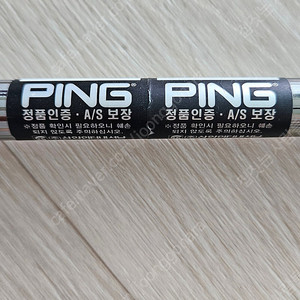 PING PING
정품인증 · A/S 보장 정품인증 · A/S 보장
※정품 확인시 필요하오니 훼손 ※정품 확인시 필요하오니 훼손
되지 않도록 주의하십시오. 되지 않도록 주의하십시오.